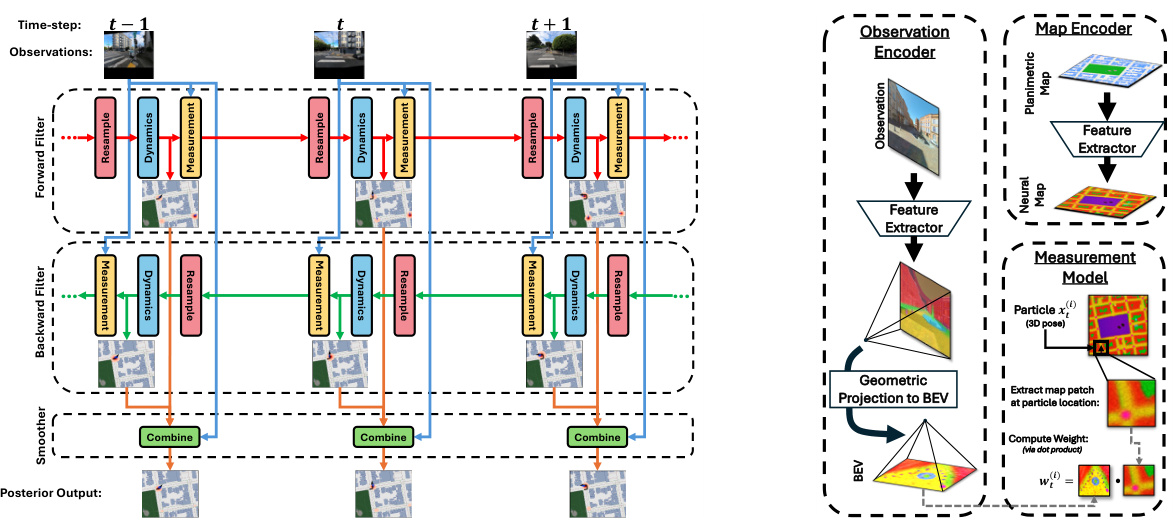 Time-step:
t − 1
t
t + 1
Observations:
Forward Filter
Resample
Dynamics
Measurement
Resample
Dynamics
Measurement
Resample
Dynamics
Measurement
Backward Filter
Measurement
Dynamics
Resample
Measurement
Dynamics
Resample
Measurement
Dynamics
Resample
Smoother
Combine
Combine
Combine
Posterior Output:
Observation
Encoder
Observation
Feature
Extractor
Geometric
Projection to BEV
BEV
Map Encoder
Planimetric
Map
Feature
Extractor
Neural
Map
Measurement
Model
Particle x_t^(i)
(3D pose)
Extract map patch
at particle location:
Compute Weight:
(via dot product)
w_t^(i) = •